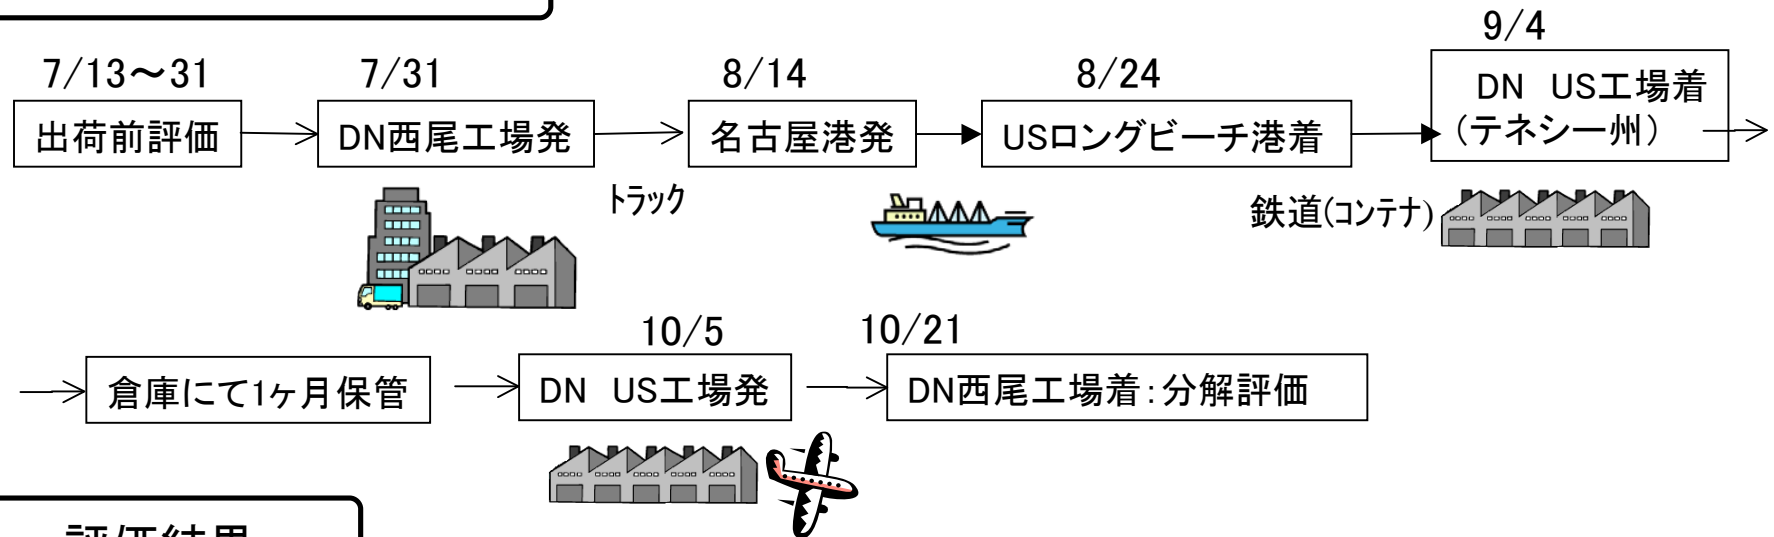 9/4
7/13～31
7/31
8/14
8/24
出荷前評価
DN西尾工場発
名古屋港発
USロングビーチ港着
DN US工場着
(テネシー州)
トラック
鉄道(コンテナ)
10/5
10/21
倉庫にて1ヶ月保管
DN US工場発
DN西尾工場着:分解評価
評価結果